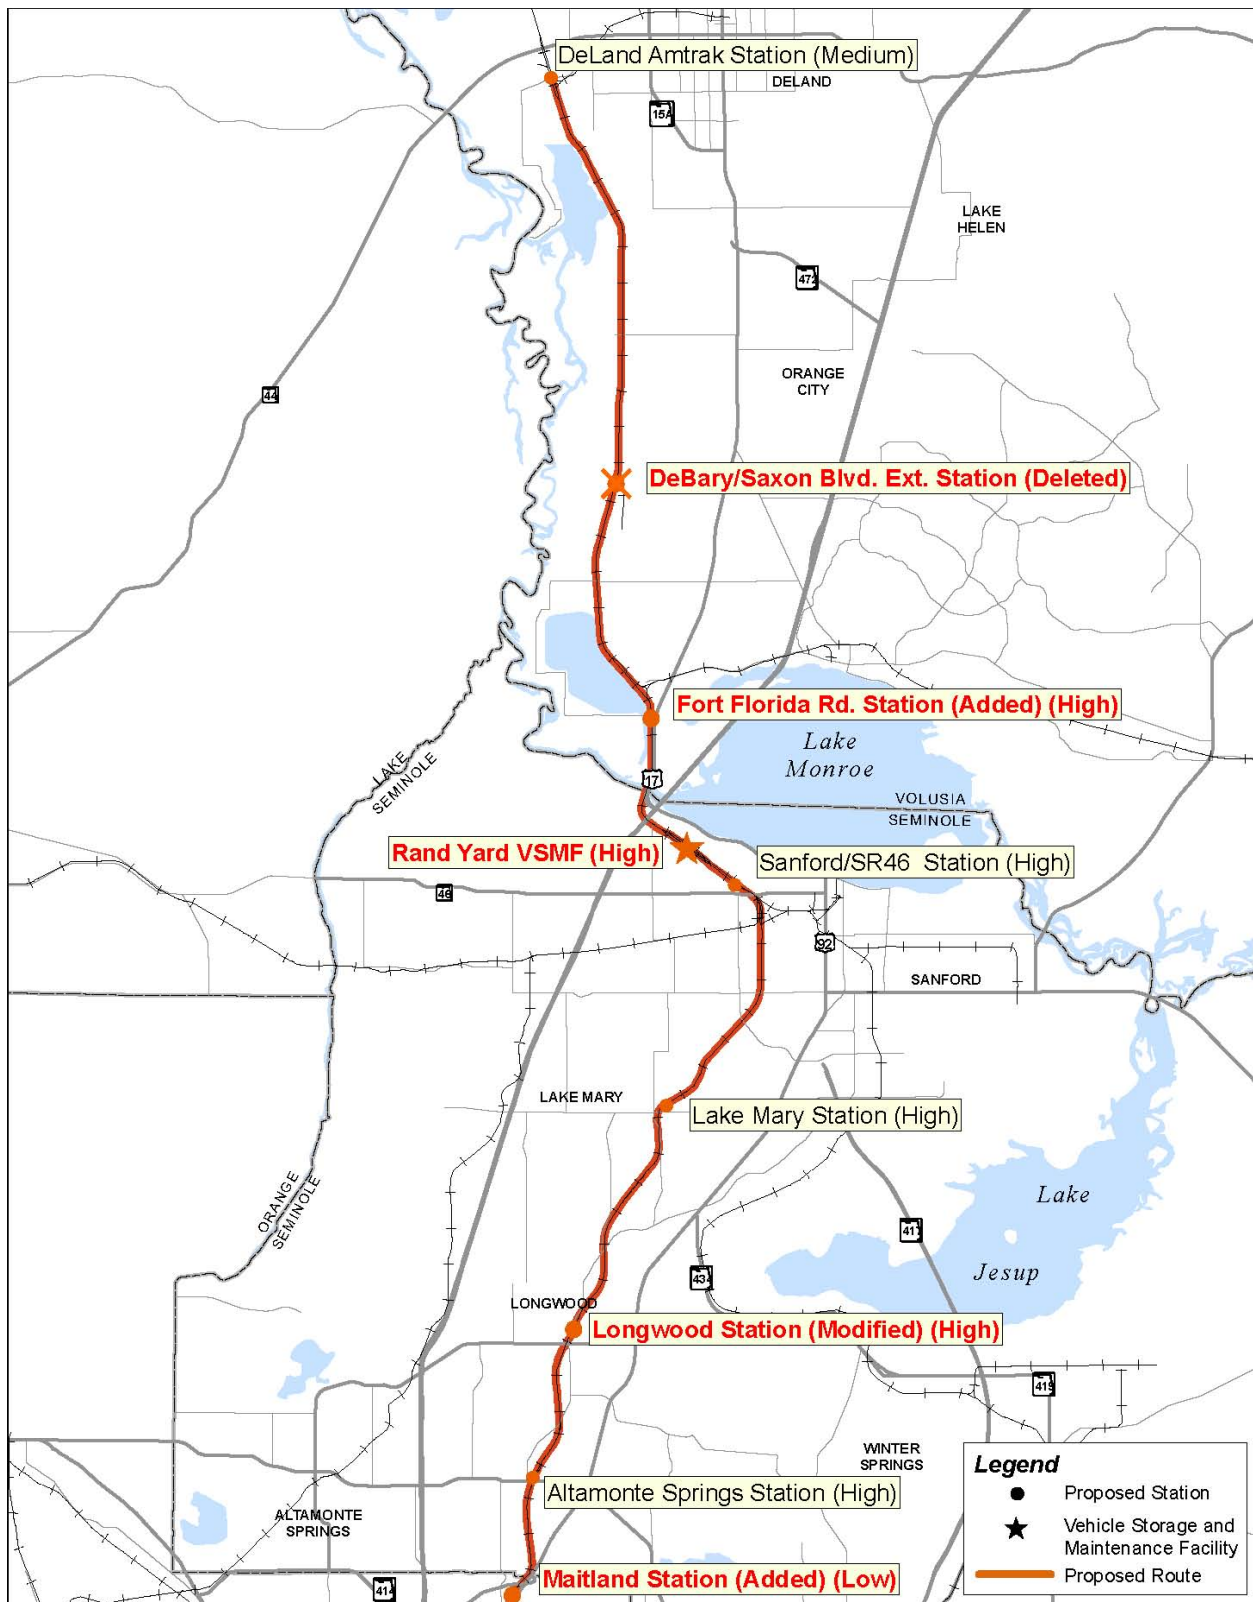 DeLand Amtrak Station (Medium)
DELAND
15A
LAKE
HELEN
472
ORANGE
CITY
44
DeBary/Saxon Blvd. Ext. Station (Deleted)
Fort Florida Rd. Station (Added) (High)
Lake
Monroe
LAKE
SEMINOLE
17
VOLUSIA
SEMINOLE
Rand Yard VSMF (High)
Sanford/SR46 Station (High)
46
92
SANFORD
LAKE MARY
Lake Mary Station (High)
ORANGE
SEMINOLE
Lake
Jesup
417
434
LONGWOOD
Longwood Station (Modified) (High)
419
WINTER
SPRINGS
Altamonte Springs Station (High)
ALTAMONTE
SPRINGS
414
Maitland Station (Added) (Low)
Legend
Proposed Station
Vehicle Storage and
Maintenance Facility
Proposed Route